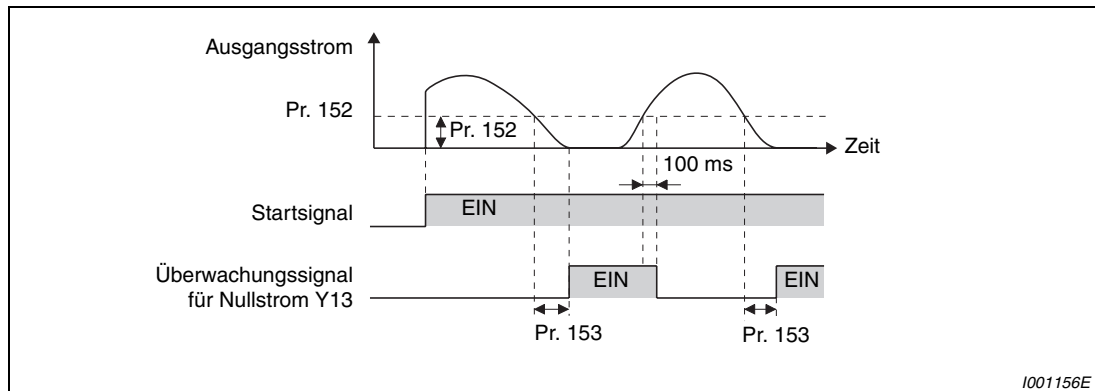 Ausgangsstrom
Pr. 152
Pr. 152
Zeit
100 ms
Startsignal
EIN
Überwachungssignal
für Nullstrom Y13
EIN
EIN
Pr. 153
Pr. 153
I001156E